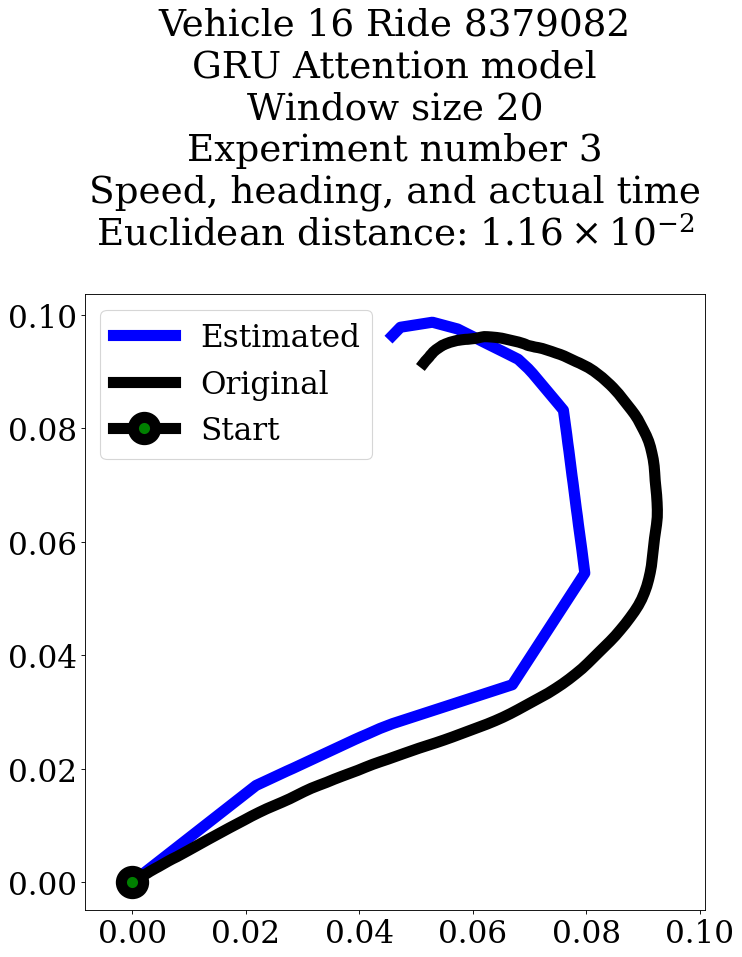 Vehicle 16 Ride 8379082
GRU Attention model
Window size 20
Experiment number 3
Speed, heading, and actual time
Euclidean distance: 1.16 × 10⁻²
Estimated
Original
Start
0.10
0.08
0.06
0.04
0.02
0.00
0.00 0.02 0.04 0.06 0.08 0.10